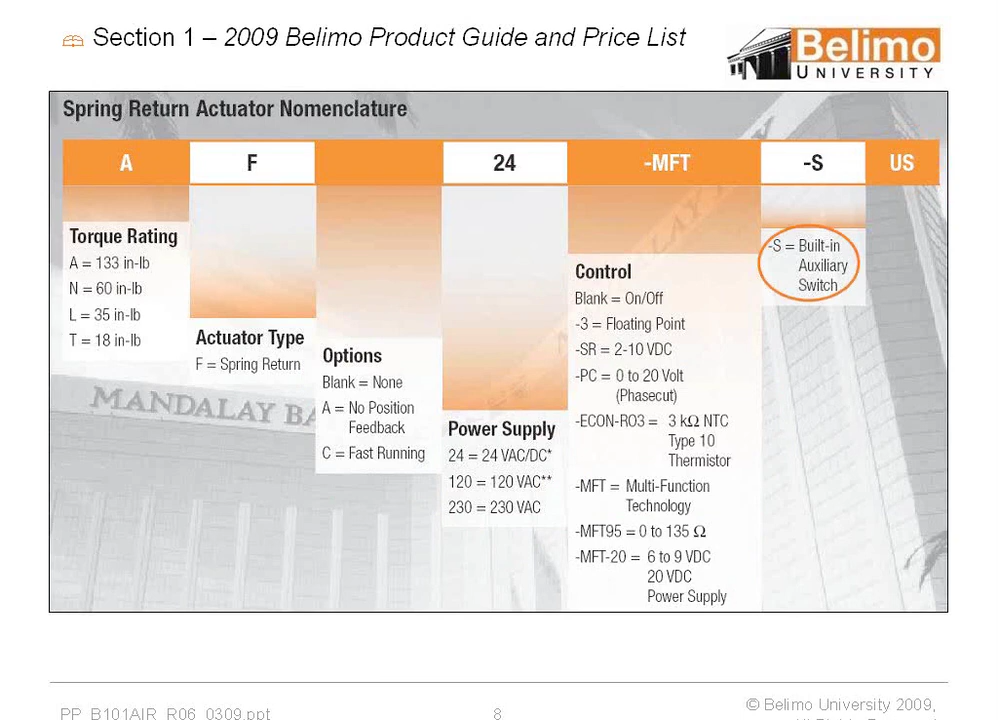 Section 1 – 2009 Belimo Product Guide and Price List
Belimo
UNIVERSITY
Spring Return Actuator Nomenclature
A F 24 -MFT -S US
Torque Rating
A = 133 in-lb
N = 60 in-lb
L = 35 in-lb
T = 18 in-lb
Actuator Type
F = Spring Return
Options
Blank = None
A = No Position
Feedback
C = Fast Running
Power Supply
24 = 24 VAC/DC*
120 = 120 VAC**
230 = 230 VAC
Control
Blank = On/Off
-3 = Floating Point
-SR = 2-10 VDC
-PC = 0 to 20 Volt
(Phasecut)
-ECON-RO3 = 3 kΩ NTC
Type 10
Thermistor
-MFT = Multi-Function
Technology
-MFT95 = 0 to 135 Ω
-MFT-20 = 6 to 9 VDC
20 VDC
Power Supply
-S = Built-in
Auxiliary
Switch
MANDALAY BA
PP_B101AIR_R06_0309.ppt
8
© Belimo University 2009,